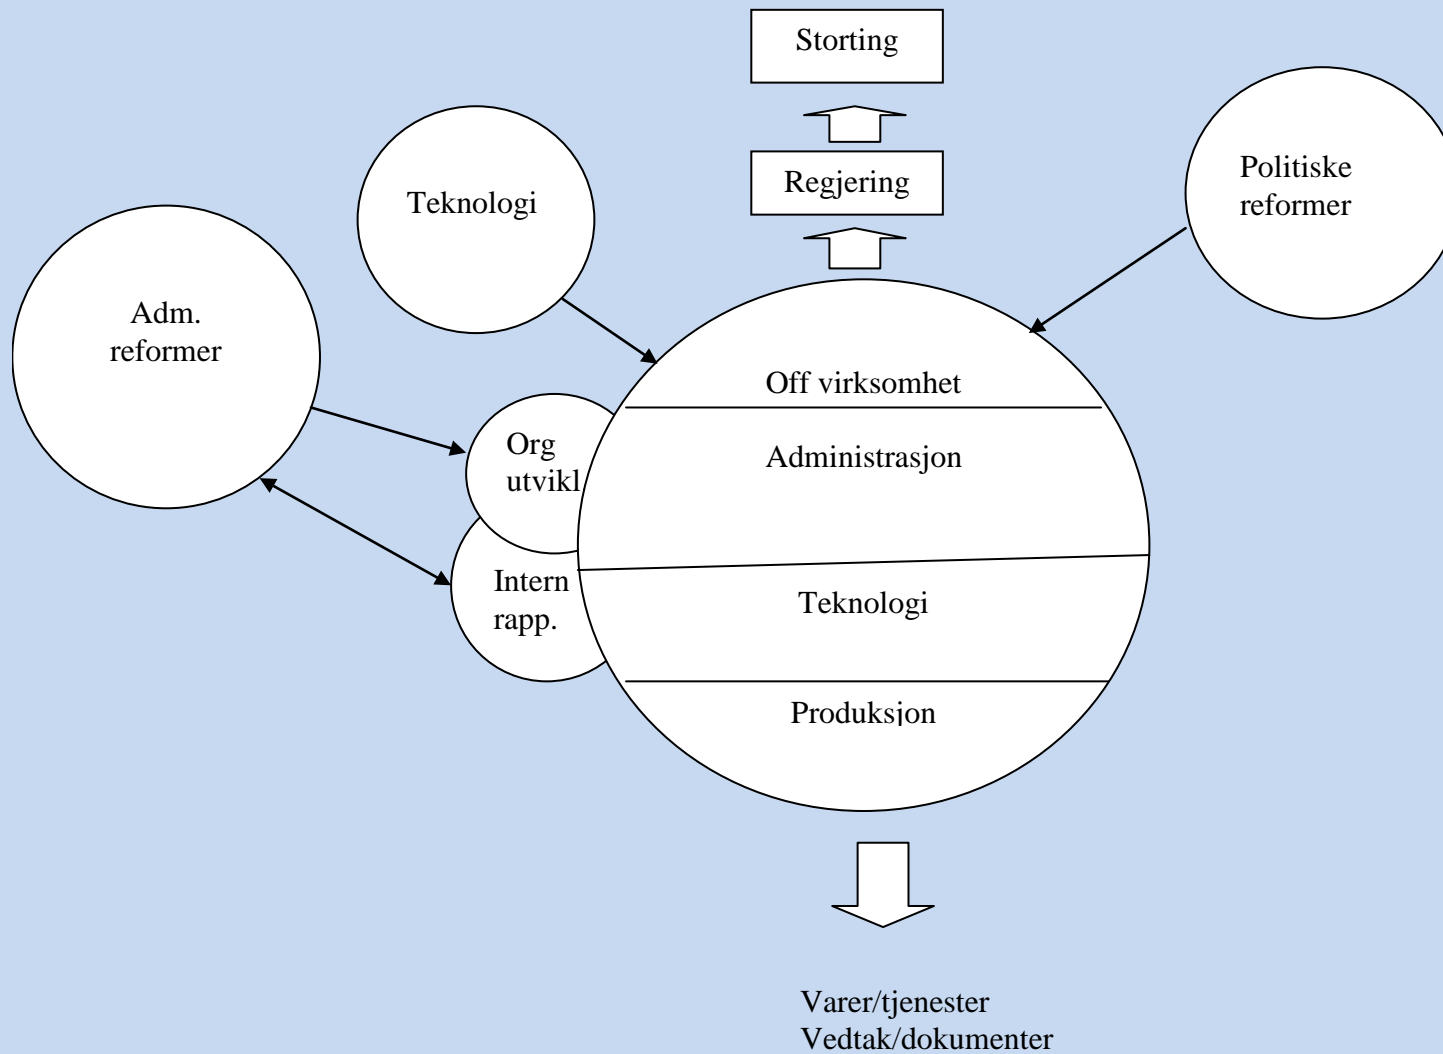 Storting
Regjering
Politiske
reformer
Teknologi
Adm.
reformer
Off virksomhet
Org
utvikl
Administrasjon
Intern
rapp.
Teknologi
Produksjon
Varer/tjenester
Vedtak/dokumenter